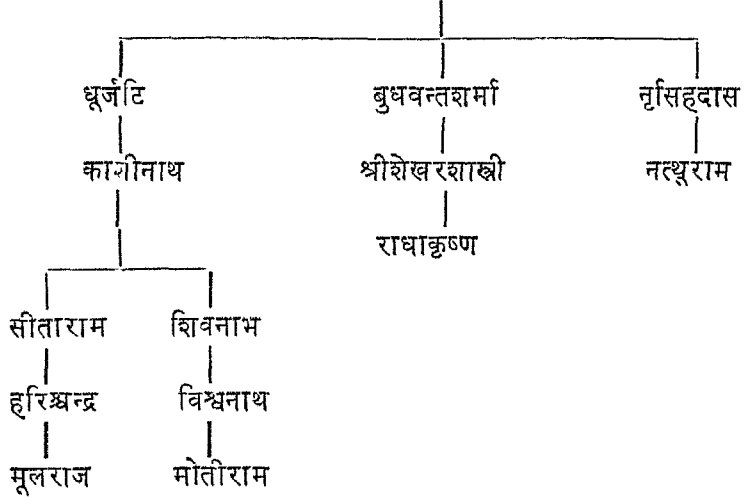 धूर्जटि बुधवन्तशर्मा नृसिहदास
काशीनाथ श्रीशेखरशास्त्री नत्थूराम
राधाकृष्ण
सीताराम शिवनाभ
हरिश्चन्द्र विश्वनाथ
मूलराज मोतीराम